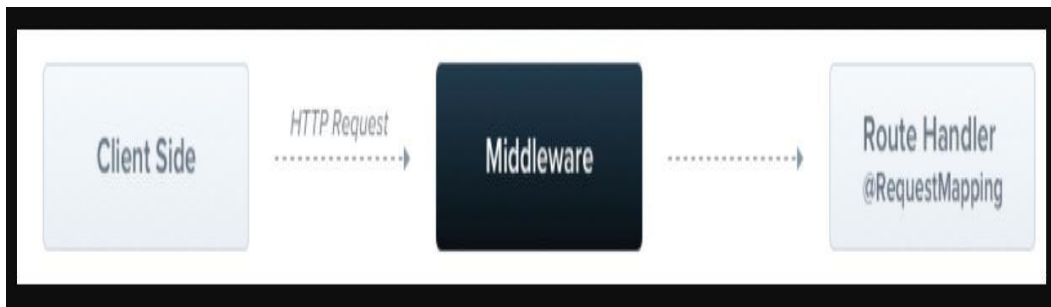 Client Side
HTTP Request
Middleware
Route Handler
@RequestMapping